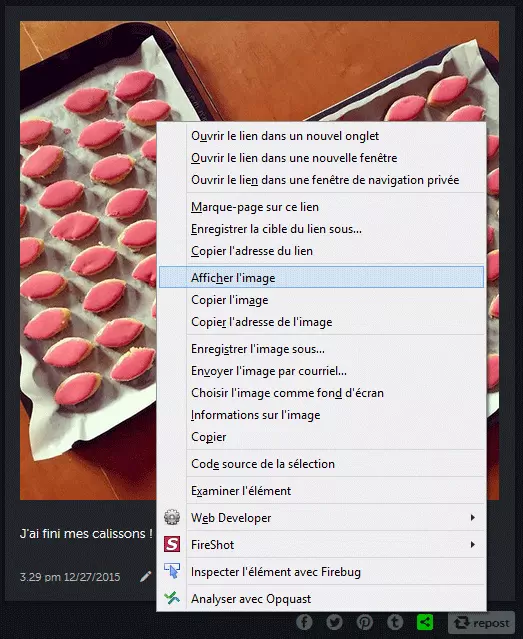 Ouvrir le lien dans un nouvel onglet
Ouvrir le lien dans une nouvelle fenêtre
Ouvrir le lien dans une fenêtre de navigation privée
Marque-page sur ce lien
Enregistrer la cible du lien sous...
Copier l'adresse du lien
Afficher l'image
Copier l'image
Copier l'adresse de l'image
Enregistrer l'image sous...
Envoyer l'image par courriel...
Choisir l'image comme fond d'écran
Informations sur l'image
Copier
Code source de la sélection
Examiner l'élément
Web Developer
FireShot
Inspecter l'élément avec Firebug
Analyser avec Opquast
J'ai fini mes calissons !
3.29 pm 12/27/2015
repost